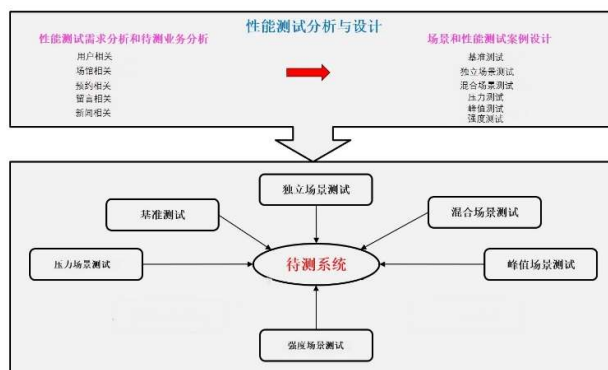 性能测试分析与设计
性能测试需求分析和待测业务分析
用户相关
场馆相关
预约相关
留言相关
新闻相关
场景和性能测试案例设计
基准测试
独立场景测试
混合场景测试
压力测试
峰值测试
强度测试
独立场景测试
基准测试
混合场景测试
压力场景测试
待测系统
峰值场景测试
强度场景测试